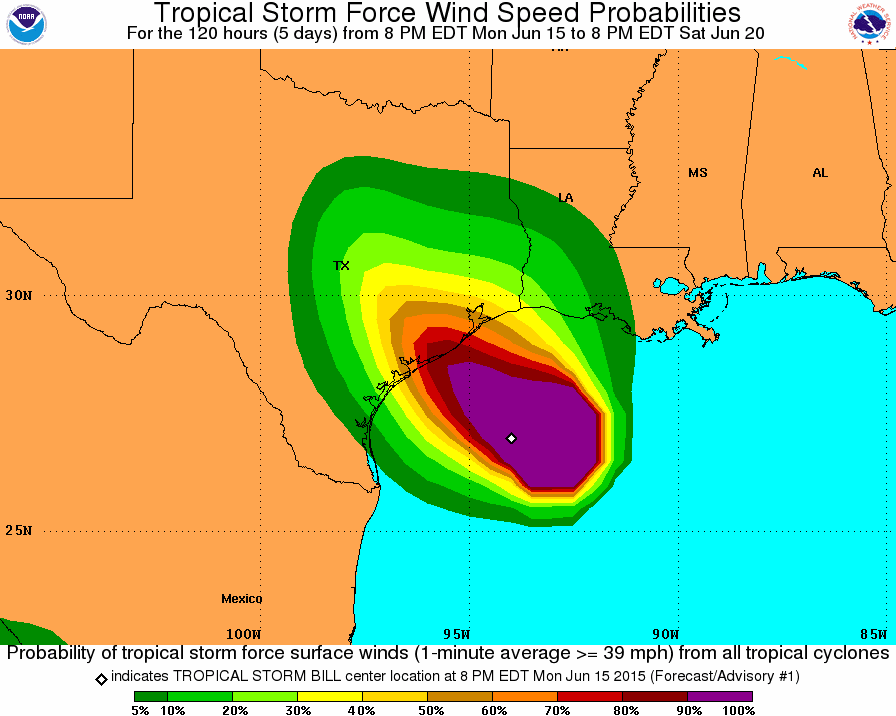 NOAA
Tropical Storm Force Wind Speed Probabilities
For the 120 hours (5 days) from 8 PM EDT Mon Jun 15 to 8 PM EDT Sat Jun 20
LA
MS
AL
TX
30N
25N
Mexico
100W
95W
90W
85W
Probability of tropical storm force surface winds (1-minute average >= 39 mph) from all tropical cyclones
indicates TROPICAL STORM BILL center location at 8 PM EDT Mon Jun 15 2015 (Forecast/Advisory #1)
5% 10% 20% 30% 40% 50% 60% 70% 80% 90% 100%